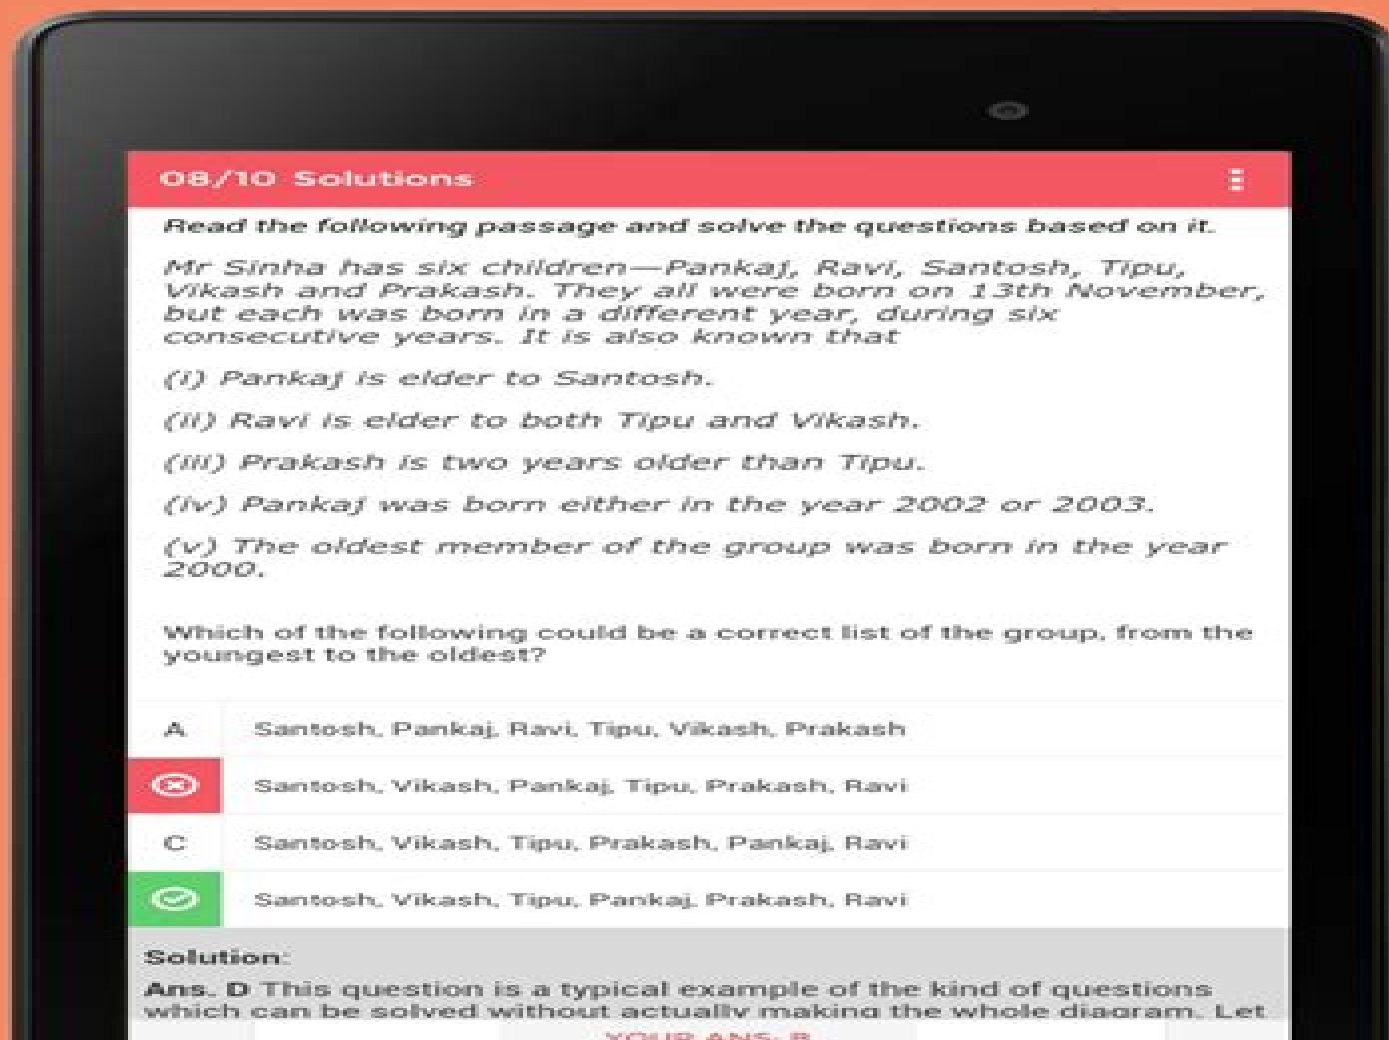 08/10 Solutions
Read the following passage and solve the questions based on it.
Mr Sinha has six children—Pankaj, Ravi, Santosh, Tipu,
Vikash and Prakash. They all were born on 13th November,
but each was born in a different year, during six
consecutive years. It is also known that
(i) Pankaj is elder to Santosh.
(ii) Ravi is elder to both Tipu and Vikash.
(iii) Prakash is two years older than Tipu.
(iv) Pankaj was born either in the year 2002 or 2003.
(v) The oldest member of the group was born in the year
2000.
Which of the following could be a correct list of the group, from the
youngest to the oldest?
A Santosh, Pankaj, Ravi, Tipu, Vikash, Prakash
Santosh, Vikash, Pankaj, Tipu, Prakash, Ravi
C Santosh, Vikash, Tipu, Prakash, Pankaj, Ravi
Santosh, Vikash, Tipu, Pankaj, Prakash, Ravi
Solution:
Ans. D This question is a typical example of the kind of questions
which can be solved without actually making the whole diagram. Let
YOUR ANS: B